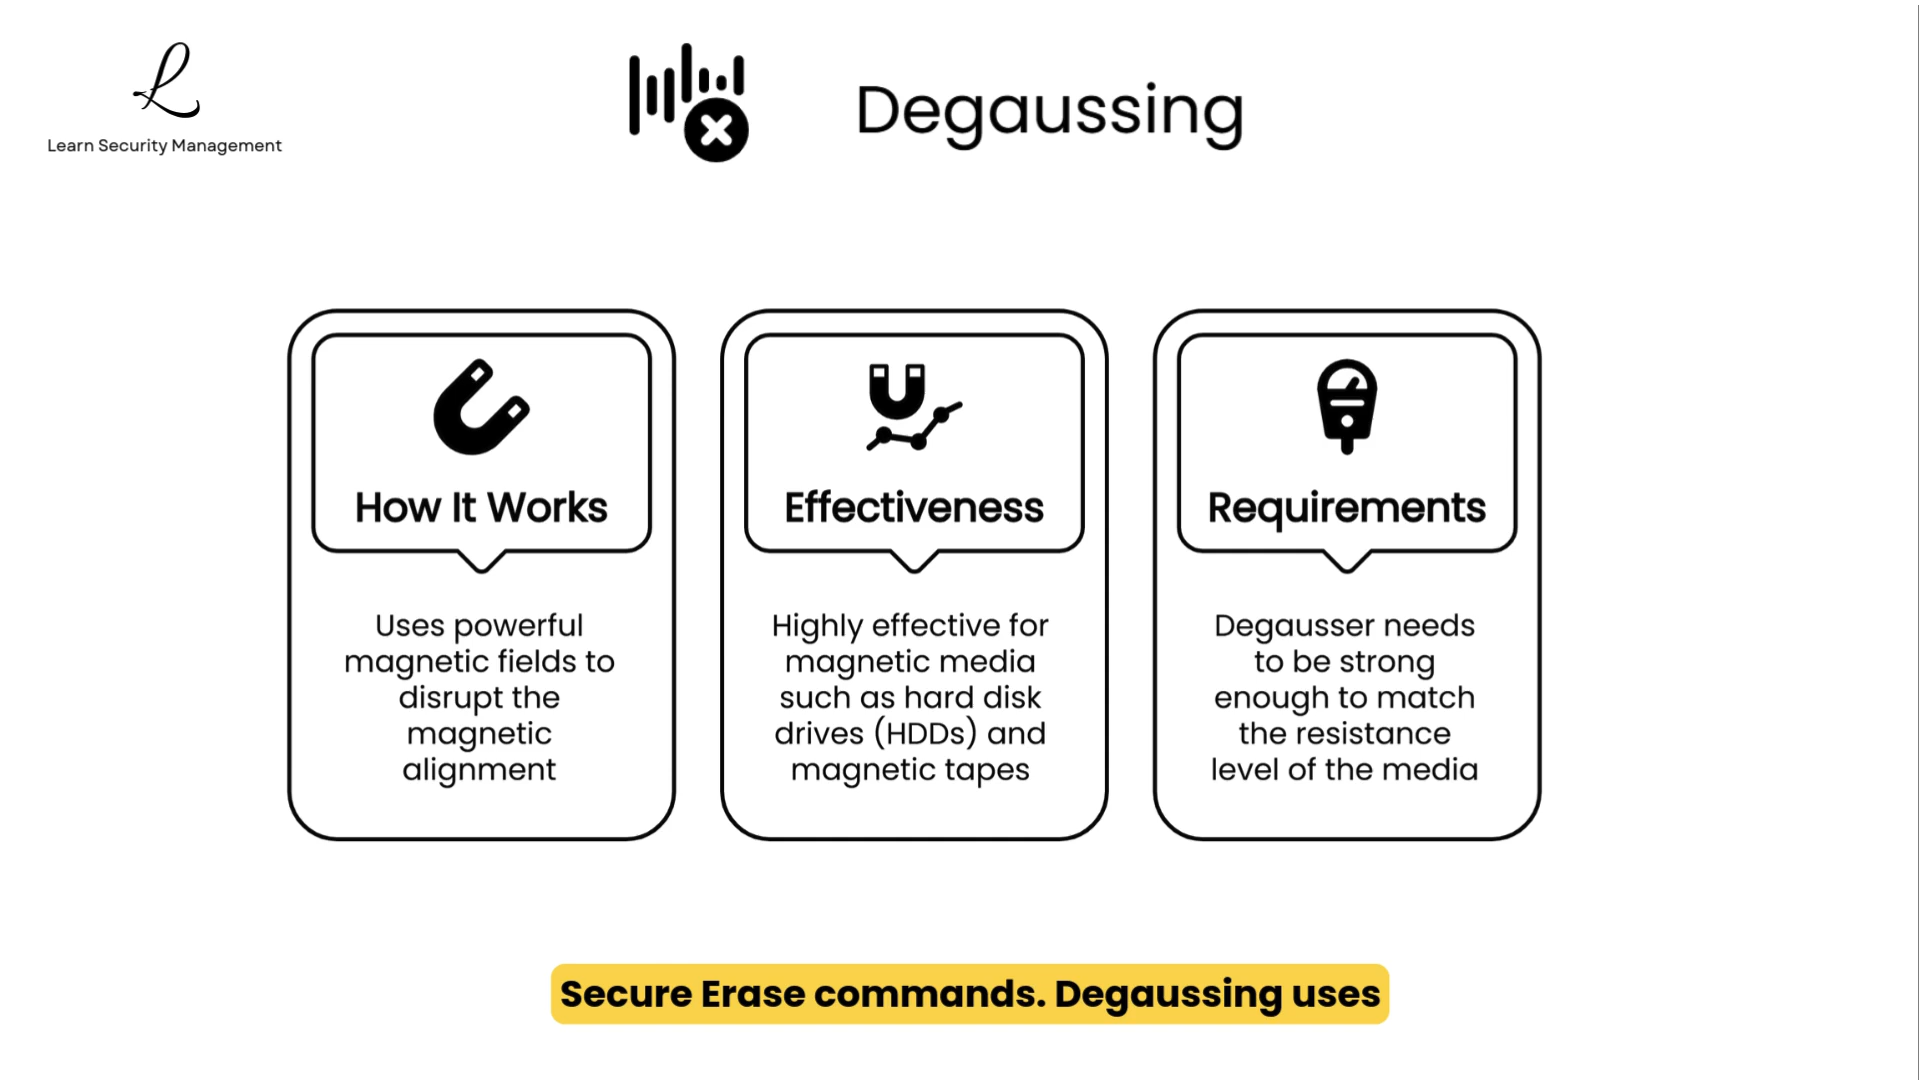 L
Learn Security Management
Degaussing
How It Works
Uses powerful
magnetic fields to
disrupt the
magnetic
alignment
Effectiveness
Highly effective for
magnetic media
such as hard disk
drives (HDDs) and
magnetic tapes
Requirements
Degausser needs
to be strong
enough to match
the resistance
level of the media
Secure Erase commands. Degaussing uses